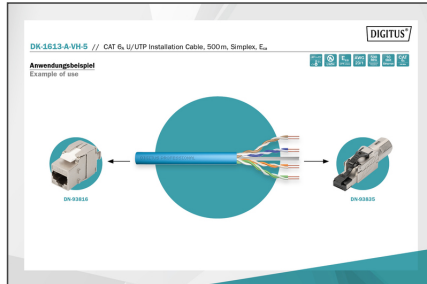 DIGITUS®
DK-1613-A-VH-5 // CAT 6A U/UTP Installation Cable, 500m, Simplex, Eca
Anwendungsbeispiel
Example of use
DN-93816
DN-93835